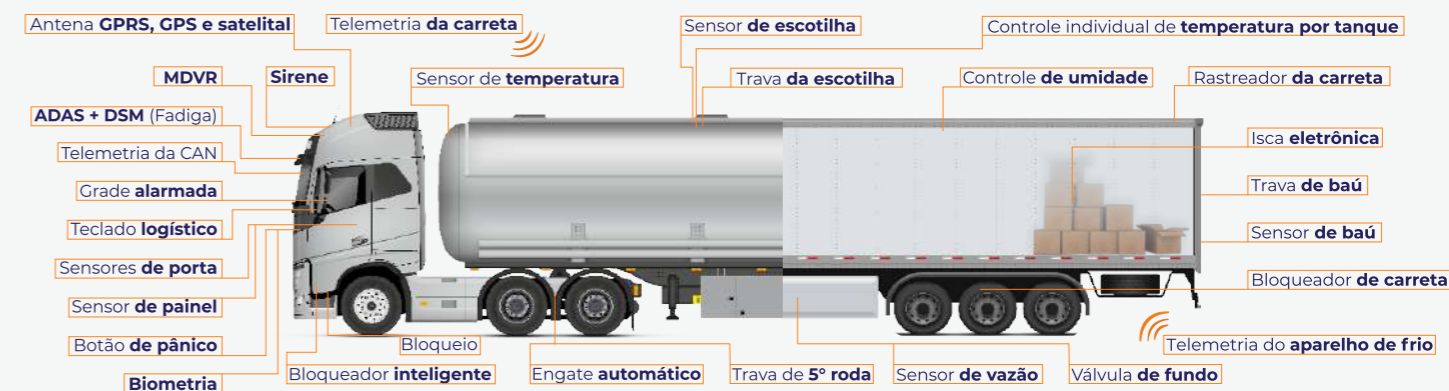 Antena GPRS, GPS e satelital
Telemetria da carreta
Sensor de escotilha
Controle individual de temperatura por tanque
MDVR
Sirene
Sensor de temperatura
Trava da escotilha
Controle de umidade
Rastreador da carreta
ADAS + DSM (Fadiga)
Telemetria da CAN
Isca eletrônica
Grade alarmada
Trava de baú
Teclado logístico
Sensor de baú
Sensores de porta
Bloqueador de carreta
Sensor de painel
Botão de pânico
Bloqueio
Telemetria do aparelho de frio
Biometria
Bloqueador inteligente
Engate automático
Trava de 5° roda
Sensor de vazão
Válvula de fundo